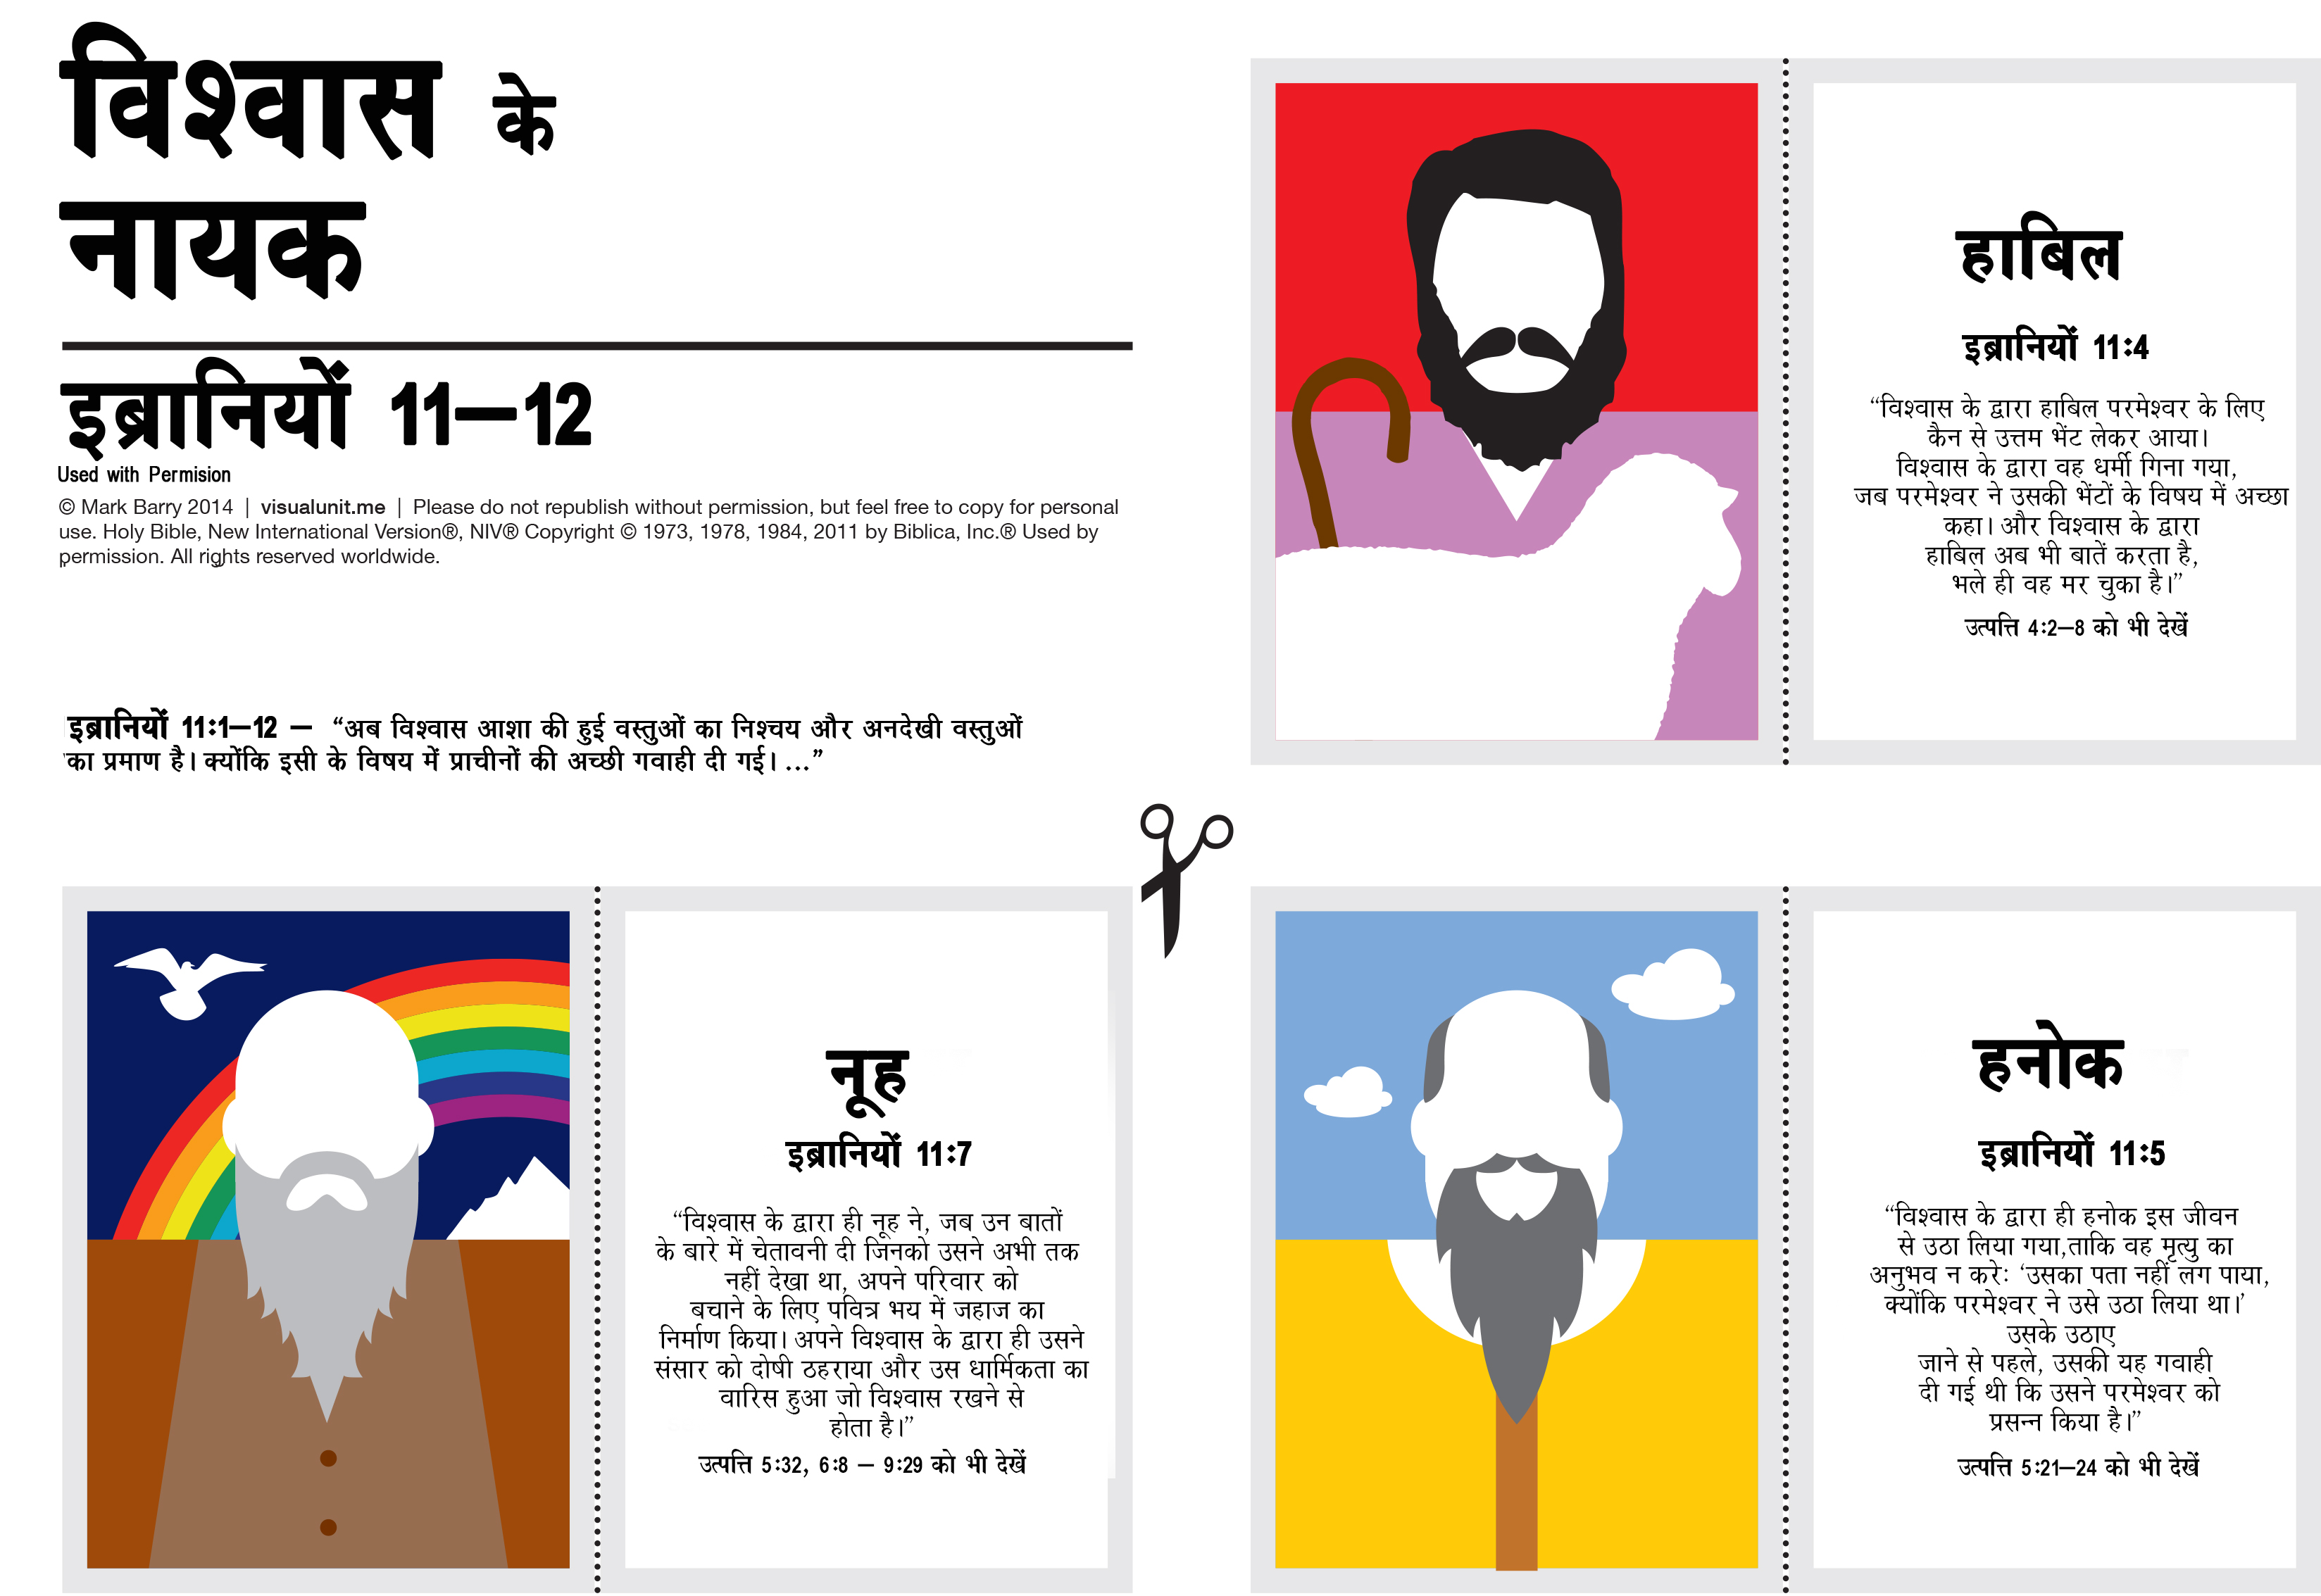 विश्वास के
नायक
इब्रानियों 11—12
Used with Permision
© Mark Barry 2014 | visualunit.me | Please do not republish without permission, but feel free to copy for personal
use. Holy Bible, New International Version®, NIV® Copyright © 1973, 1978, 1984, 2011 by Biblica, Inc.® Used by
permission. All rights reserved worldwide.
इब्रानियों 11:1—12 — “अब विश्वास आशा की हुई वस्तुओं का निश्चय और अनदेखी वस्तुओं
का प्रमाण है। क्योंकि इसी के विषय में प्राचीनों की अच्छी गवाही दी गई। ...”
हाबिल
इब्रानियों 11:4
“विश्वास के द्वारा हाबिल परमेश्वर के लिए
कैन से उत्तम भेंट लेकर आया।
विश्वास के द्वारा वह धर्मी गिना गया,
जब परमेश्वर ने उसकी भेंटों के विषय में अच्छा
कहा। और विश्वास के द्वारा
हाबिल अब भी बातें करता है,
भले ही वह मर चुका है।”
उत्पत्ति 4:2—8 को भी देखें
नूह
इब्रानियों 11:7
“विश्वास के द्वारा ही नूह ने, जब उन बातों
के बारे में चेतावनी दी जिनको उसने अभी तक
नहीं देखा था, अपने परिवार को
बचाने के लिए पवित्र भय में जहाज का
निर्माण किया। अपने विश्वास के द्वारा ही उसने
संसार को दोषी ठहराया और उस धार्मिकता का
वारिस हुआ जो विश्वास रखने से
होता है।”
उत्पत्ति 5:32, 6:8 — 9:29 को भी देखें
हनोक
इब्रानियों 11:5
“विश्वास के द्वारा ही हनोक इस जीवन
से उठा लिया गया,ताकि वह मृत्यु का
अनुभव न करे: ‘उसका पता नहीं लग पाया,
क्योंकि परमेश्वर ने उसे उठा लिया था।’
उसके उठाए
जाने से पहले, उसकी यह गवाही
दी गई थी कि उसने परमेश्वर को
प्रसन्न किया है।”
उत्पत्ति 5:21—24 को भी देखें